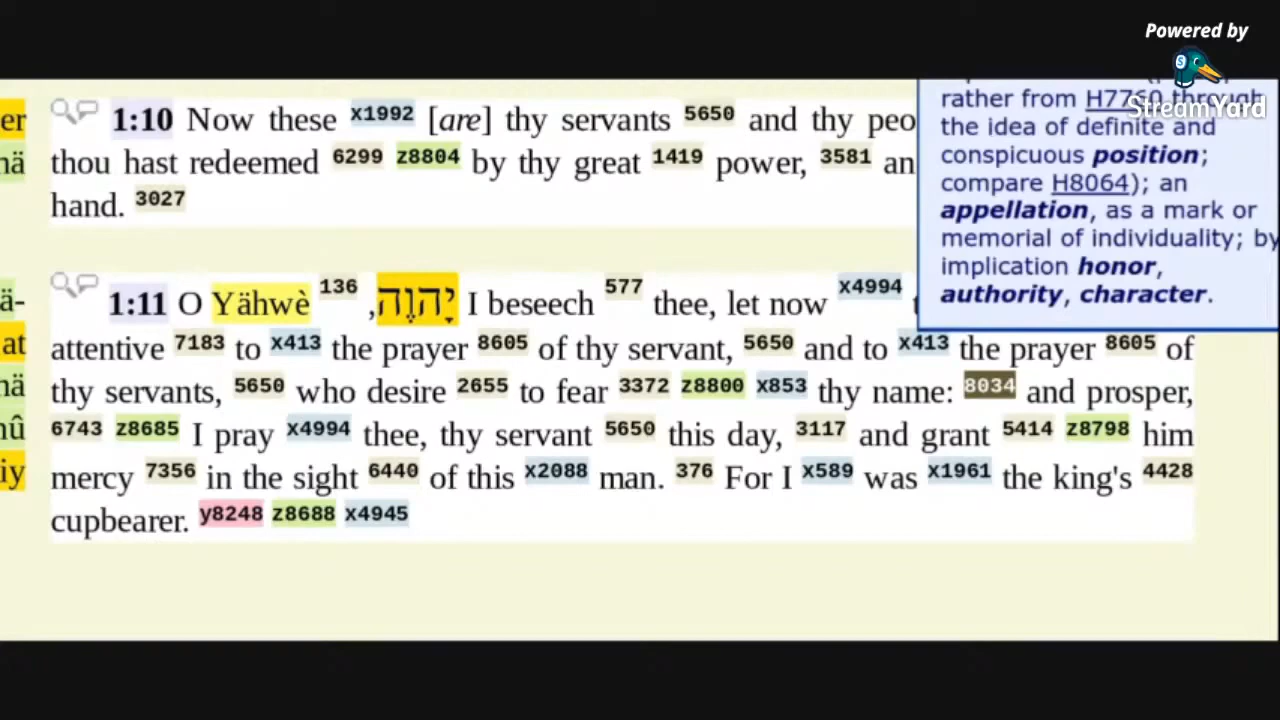 Powered by
StreamYard
er
nä
1:10 Now these x1992 [are] thy servants 5650 and thy peo
thou hast redeemed 6299 z8804 by thy great 1419 power, 3581 an
hand. 3027
rather from H7760 through
the idea of definite and
conspicuous position;
compare H8064); an
appellation, as a mark or
memorial of individuality; by
implication honor,
authority, character.
ä-
at
nä
nû
iy
1:11 O Yähwè 136 ,יָהוֶה I beseech 577 thee, let now x4994
attentive 7183 to x413 the prayer 8605 of thy servant, 5650 and to x413 the prayer 8605 of
thy servants, 5650 who desire 2655 to fear 3372 z8800 x853 thy name: 8034 and prosper,
6743 z8685 I pray x4994 thee, thy servant 5650 this day, 3117 and grant 5414 z8798 him
mercy 7356 in the sight 6440 of this x2088 man. 376 For I x589 was x1961 the king's 4428
cupbearer. y8248 z8688 x4945